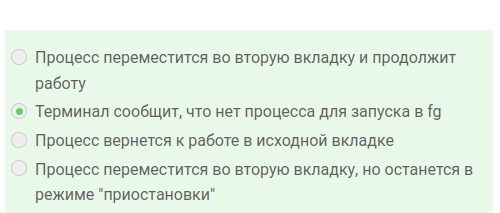 Процесс переместится во вторую вкладку и продолжит
работу
Терминал сообщит, что нет процесса для запуска в fg
Процесс вернется к работе в исходной вкладке
Процесс переместится во вторую вкладку, но останется в
режиме "приостановки"